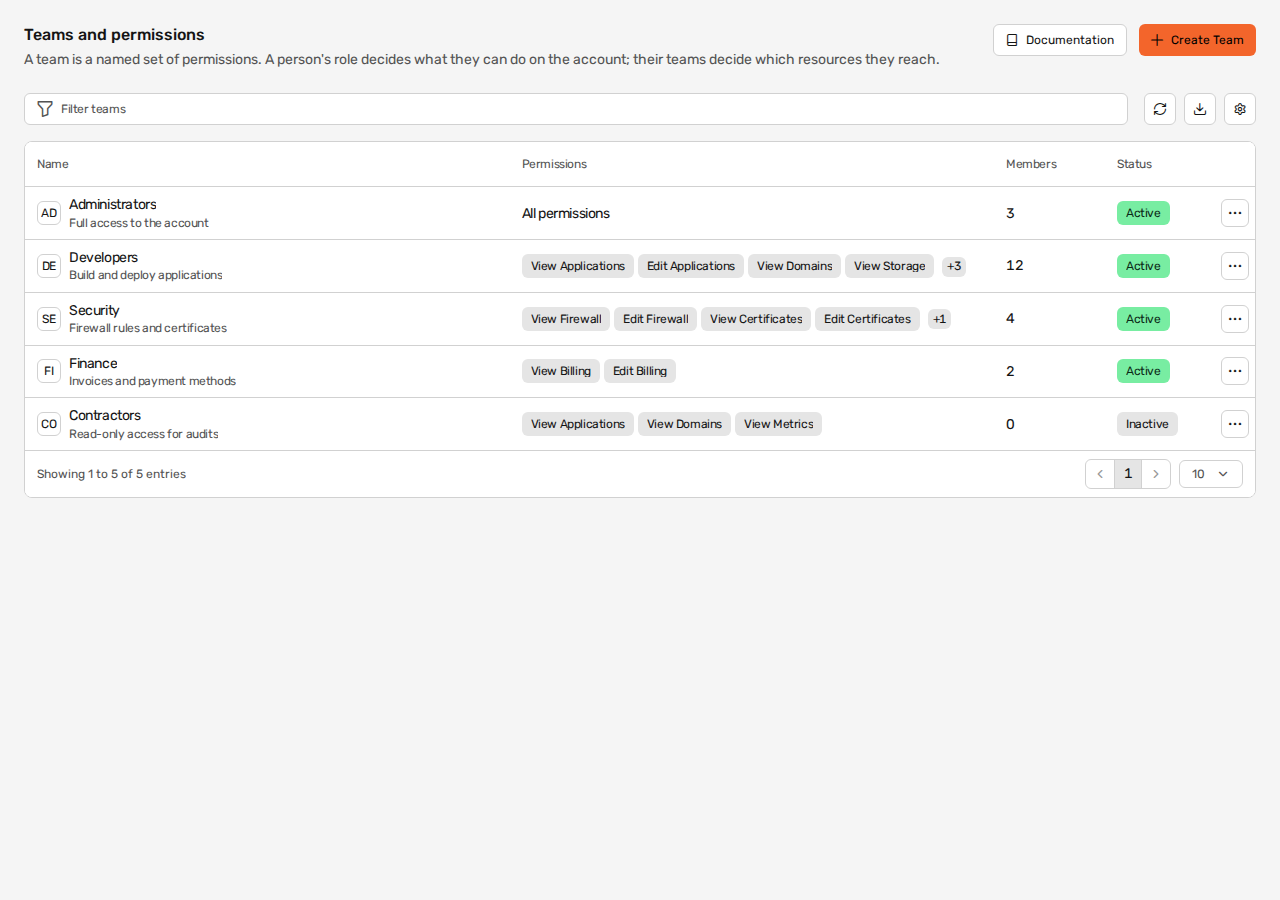 Teams and permissions
A team is a named set of permissions. A person's role decides what they can do on the account; their teams decide which resources they reach.
Documentation
Create Team
Filter teams
Name Permissions Members Status
AD Administrators All permissions 3 Active
Full access to the account
DE Developers View Applications Edit Applications View Domains View Storage +3 12 Active
Build and deploy applications
SE Security View Firewall Edit Firewall View Certificates Edit Certificates +1 4 Active
Firewall rules and certificates
FI Finance View Billing Edit Billing 2 Active
Invoices and payment methods
CO Contractors View Applications View Domains View Metrics 0 Inactive
Read-only access for audits
Showing 1 to 5 of 5 entries 1 10